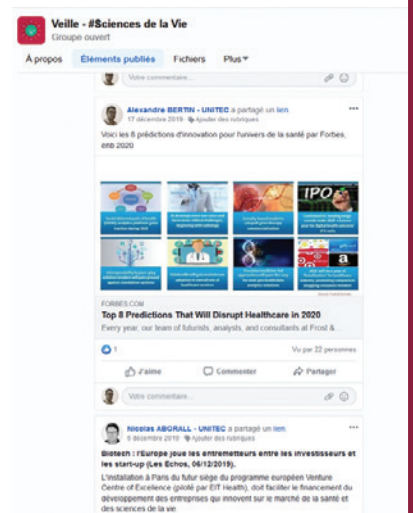 Veille - #Sciences de la Vie
Groupe ouvert
À propos Éléments publiés Fichiers Plus
Votre commentaire...
Alexandre BERTIN - UNITEC a partagé un lien.
17 décembre 2019 · Ajouter des rubriques
Voici les 8 prédictions d'innovation pour l'univers de la santé par Forbes,
enb 2020
IPO
a
FORBES.COM
Top 8 Predictions That Will Disrupt Healthcare in 2020
Every year, our team of futurists, analysts, and consultants at Frost &
1 Vu par 22 personnes
J'aime Commenter Partager
Votre commentaire...
Nicolas ABGRALL - UNITEC a partagé un lien.
6 décembre 2019 · Ajouter des rubriques
Biotech : l'Europe joue les entremetteurs entre les investisseurs et
les start-up (Les Echos, 06/12/2019).
L'installation à Paris du futur siège du programme européen Venture
Centre of Excellence (piloté par EIT Health), doit faciliter le financement du
développement des entreprises qui innovent sur le marché de la santé et
des sciences de la vie